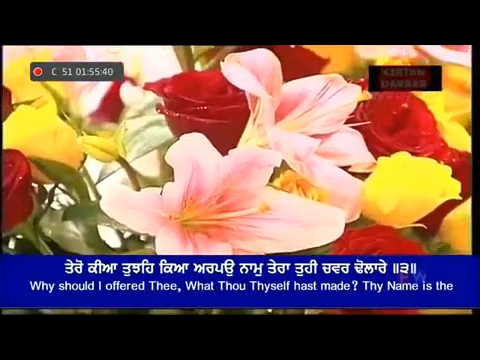 C 51 01:55:40
KIRTAN
DARBAR
ਤੇਰੋ ਕੀਆ ਤੁਝਹਿ ਕਿਆ ਅਰਪਉ ਨਾਮੁ ਤੇਰਾ ਤੁਹੀ ਚਵਰ ਢੋਲਾਰੇ ॥੩॥
Why should I offered Thee, What Thou Thyself hast made? Thy Name is the